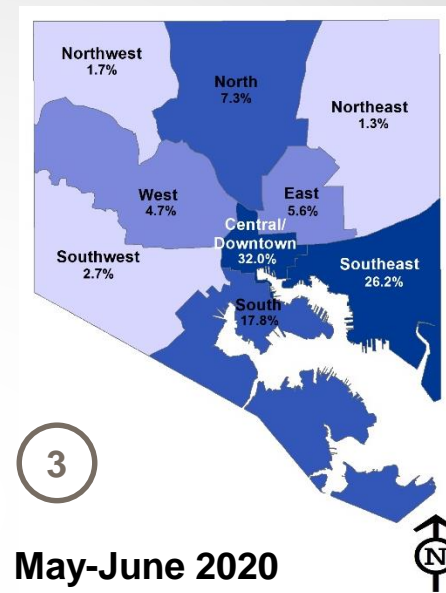 Northwest
1.7%
North
7.3%
Northeast
1.3%
West
4.7%
East
5.6%
Central/
Downtown
32.0%
Southwest
2.7%
Southeast
26.2%
South
17.8%
3
May-June 2020
N